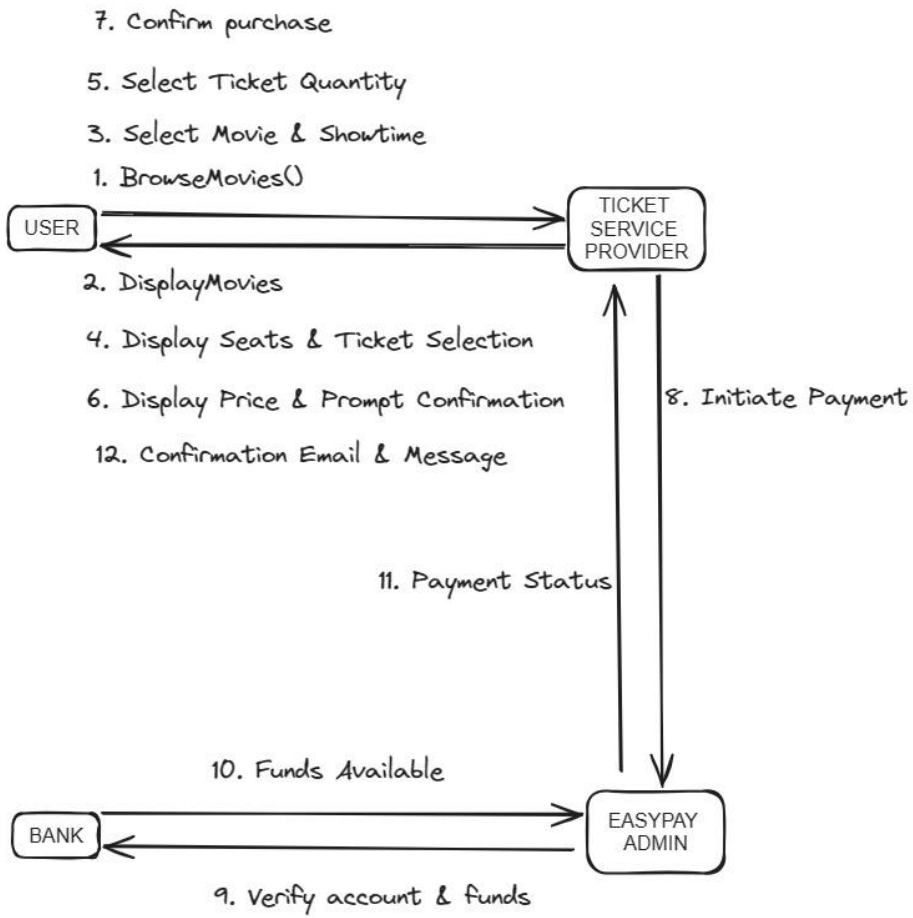 7. Confirm purchase
5. Select Ticket Quantity
3. Select Movie & Showtime
1. BrowseMovies()
USER
TICKET
SERVICE
PROVIDER
2. DisplayMovies
4. Display Seats & Ticket Selection
6. Display Price & Prompt Confirmation
8. Initiate Payment
12. Confirmation Email & Message
11. Payment Status
10. Funds Available
BANK
EASYPAY
ADMIN
9. Verify account & funds